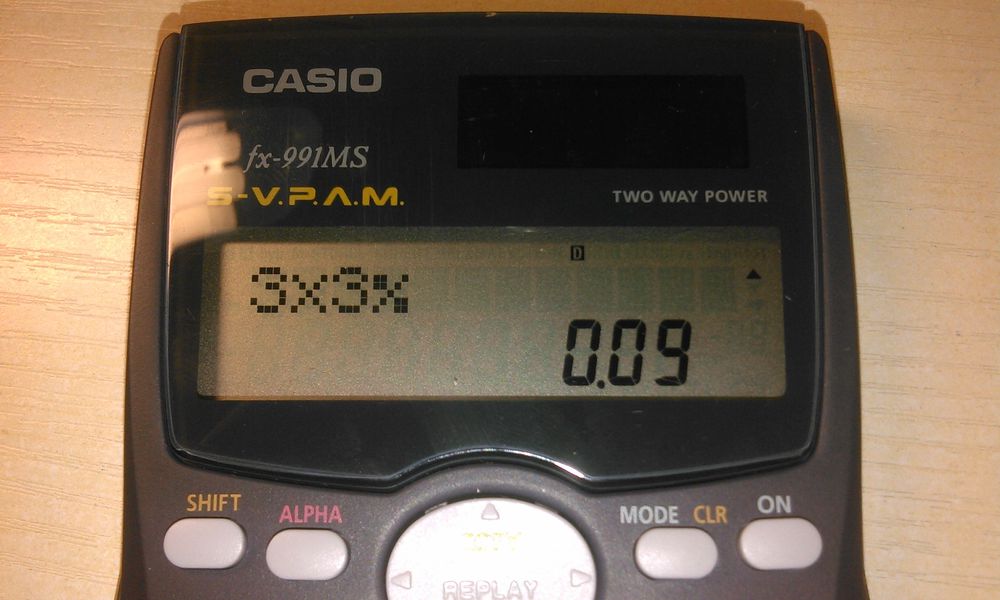 CASIO
fx-991MS
S-V.P.A.M.
TWO WAY POWER
D
3x3%
0.09
SHIFT
ALPHA
MODE CLR
ON
REPLAY